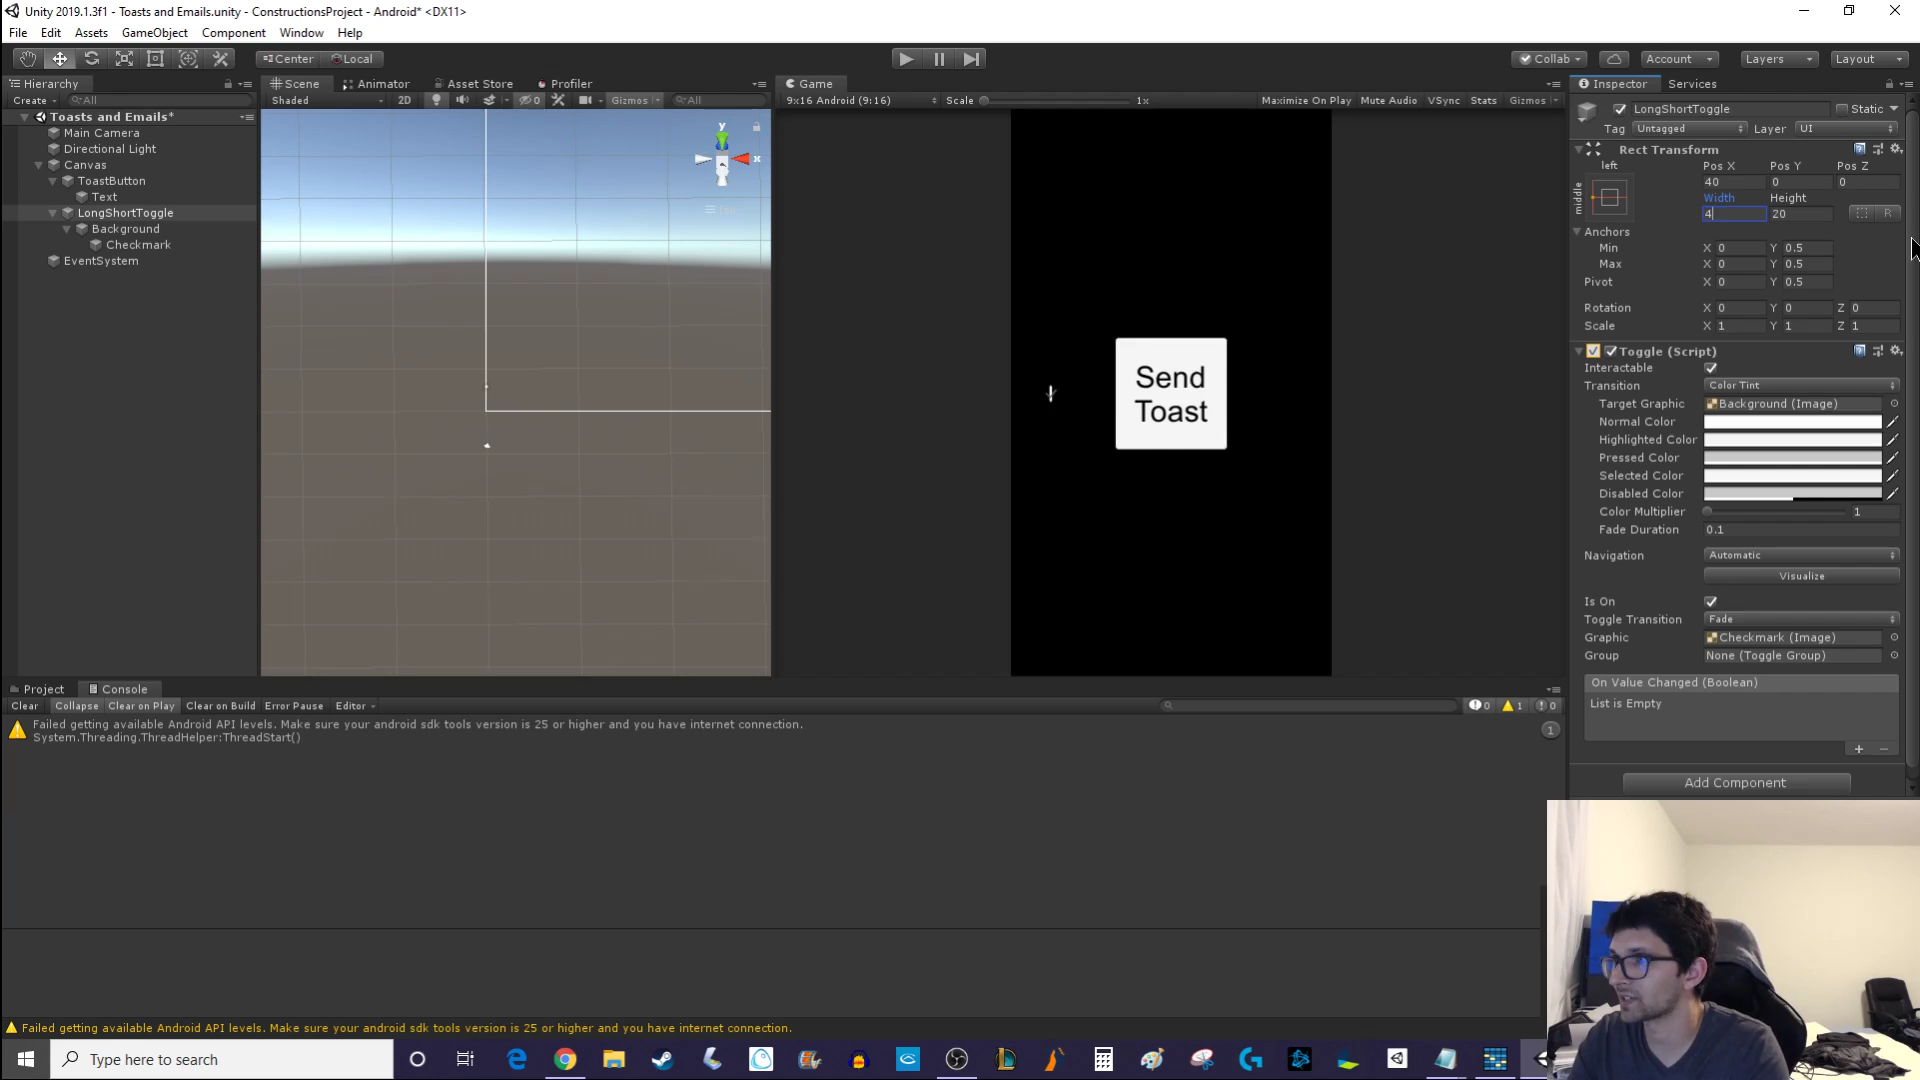 Unity 2019.1.3f1 - Toasts and Emails.unity - ConstructionsProject - Android* <DX11>
File Edit Assets GameObject Component Window Help
Center Local Collab Account Layers Layout
Hierarchy Scene Animator Asset Store Profiler Game Inspector Services
Create All Shaded 2D Gizmos All 9:16 Android (9:16) Scale 1x Maximize On Play Mute Audio VSync Stats Gizmos
LongShortToggle Static
Tag Untagged Layer UI
Toasts and Emails*
Main Camera
Directional Light
Canvas
ToastButton
Text
LongShortToggle
Background
Checkmark
EventSystem
y
x
Send
Toast
Rect Transform
left Pos X Pos Y Pos Z
middle 40 0 0
Width Height
4 20 R
Anchors
Min X 0 Y 0.5
Max X 0 Y 0.5
Pivot X 0 Y 0.5
Rotation X 0 Y 0 Z 0
Scale X 1 Y 1 Z 1
Toggle (Script)
Interactable
Transition Color Tint
Target Graphic Background (Image)
Normal Color
Highlighted Color
Pressed Color
Selected Color
Disabled Color
Color Multiplier 1
Fade Duration 0.1
Navigation Automatic
Visualize
Is On
Toggle Transition Fade
Graphic Checkmark (Image)
Group None (Toggle Group)
On Value Changed (Boolean)
List is Empty
Add Component
Project Console
Clear Collapse Clear on Play Clear on Build Error Pause Editor 0 1 0
Failed getting available Android API levels. Make sure your android sdk tools version is 25 or higher and you have internet connection.
System.Threading.ThreadHelper:ThreadStart()
1
Failed getting available Android API levels. Make sure your android sdk tools version is 25 or higher and you have internet connection.
Type here to search